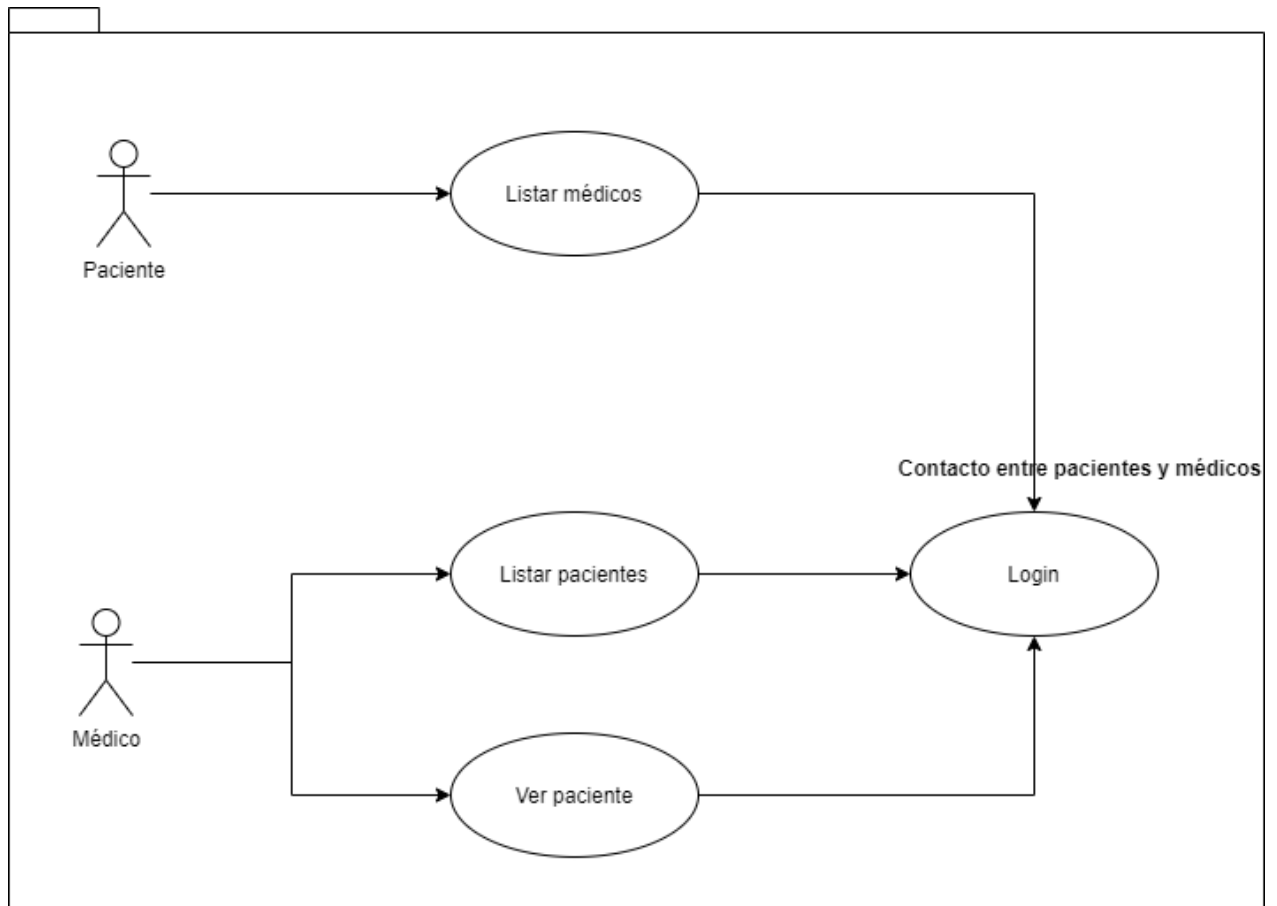 Listar médicos
Paciente
Contacto entre pacientes y médicos
Listar pacientes
Login
Médico
Ver paciente